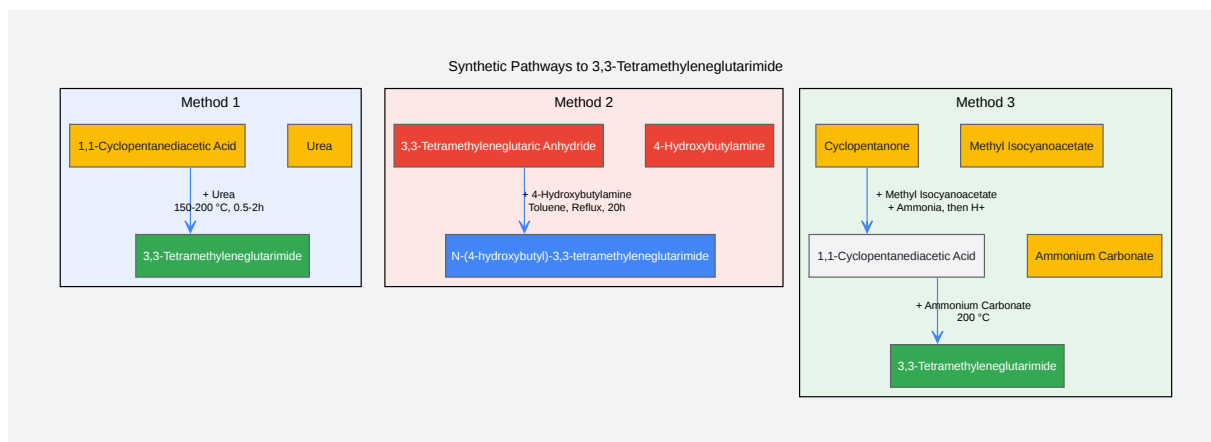 Synthetic Pathways to 3,3-Tetramethyleneglutarimide
Method 1
1,1-Cyclopentanediacetic Acid
Urea
+ Urea
150-200 °C, 0.5-2h
3,3-Tetramethyleneglutarimide
Method 2
3,3-Tetramethyleneglutaric Anhydride
4-Hydroxybutylamine
+ 4-Hydroxybutylamine
Toluene, Reflux, 20h
N-(4-hydroxybutyl)-3,3-tetramethyleneglutarimide
Method 3
Cyclopentanone
Methyl Isocyanoacetate
+ Methyl Isocyanoacetate
+ Ammonia, then H+
1,1-Cyclopentanediacetic Acid
Ammonium Carbonate
+ Ammonium Carbonate
200 °C
3,3-Tetramethyleneglutarimide